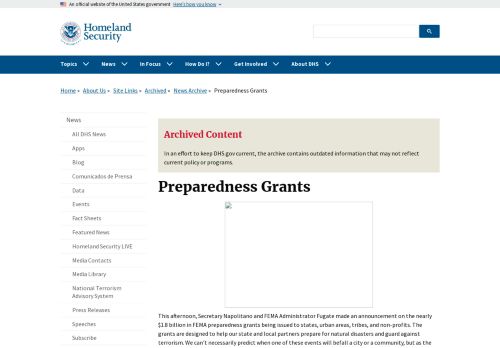 An official website of the United States government Here's how you know
Homeland
Security
Topics News In Focus How Do I? Get Involved About DHS
Home » About Us » Site Links » Archived » News Archive » Preparedness Grants
News
All DHS News
Apps
Blog
Comunicados de Prensa
Data
Events
Fact Sheets
Featured News
Homeland Security LIVE
Media Contacts
Media Library
National Terrorism
Advisory System
Press Releases
Speeches
Subscribe
Archived Content
In an effort to keep DHS.gov current, the archive contains outdated information that may not reflect
current policy or programs.
Preparedness Grants
This afternoon, Secretary Napolitano and FEMA Administrator Fugate made an announcement on the nearly
$1.8 billion in FEMA preparedness grants being issued to states, urban areas, tribes, and non-profits. The
grants are designed to help our state and local partners prepare for natural disasters and guard against
terrorism. We can't necessarily predict when one of these events will befall a city or a community, but as the